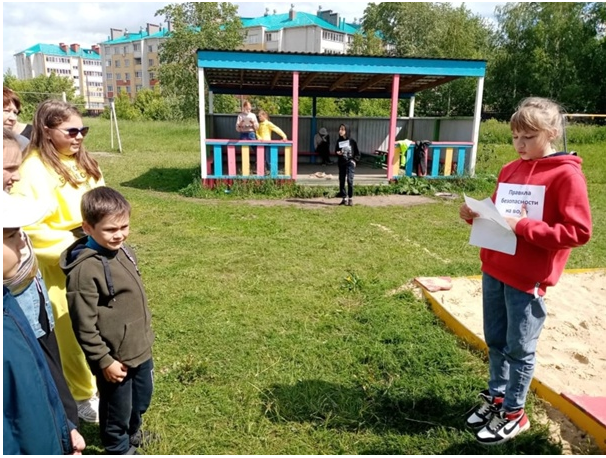 Правила
безопасности
на во